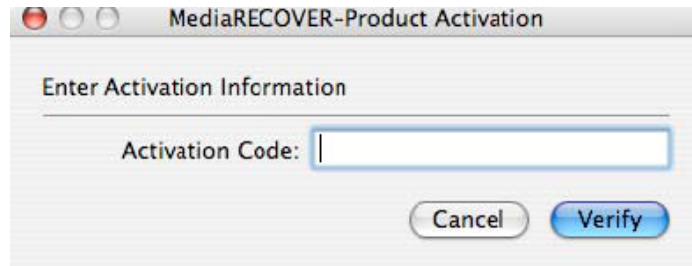 MediaRECOVER-Product Activation
Enter Activation Information
Activation Code:
Cancel
Verify